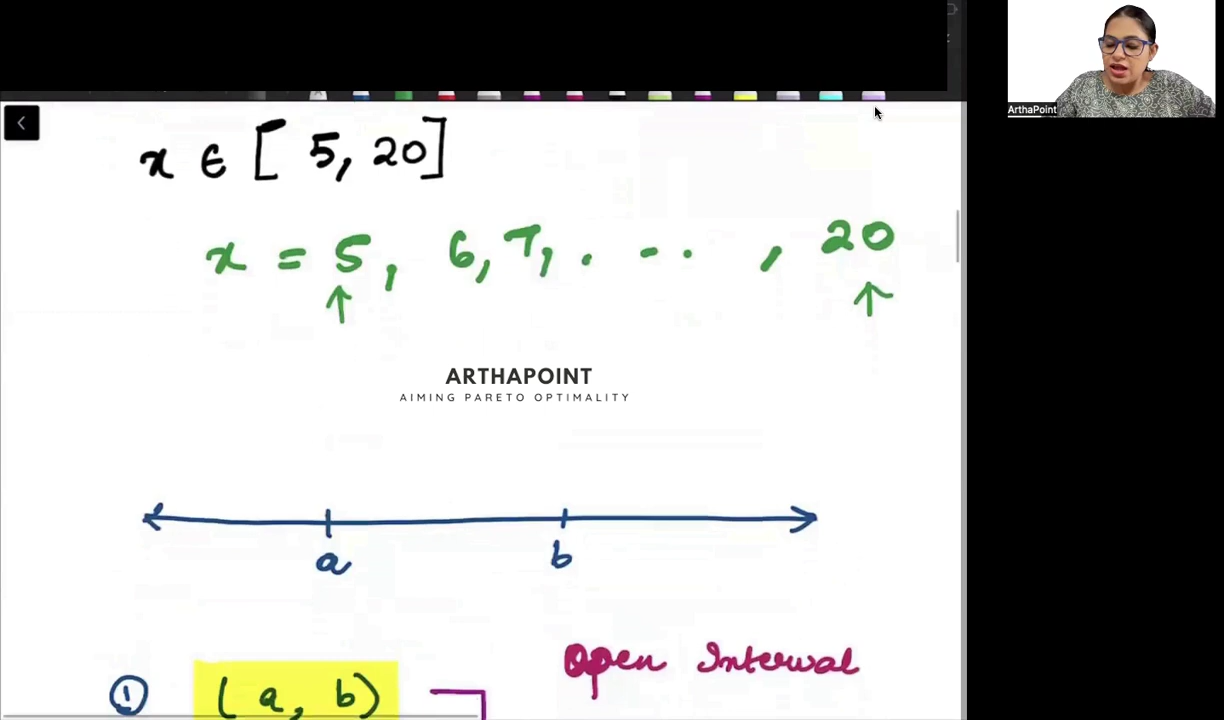 x ∈ [ 5, 20]
x = 5, 6, 7, . - - . , 20
↑ ↑
ARTHAPOINT
AIMING PARETO OPTIMALITY
a b
Open Interval
① ( a, b)
ArthaPoint